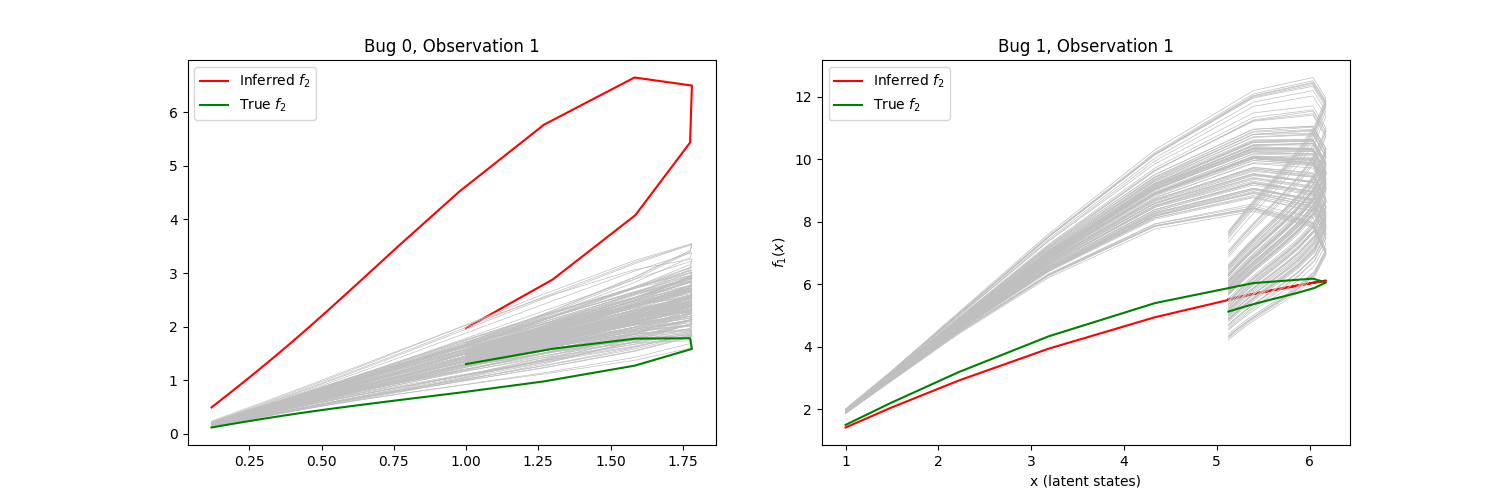 Bug 0, Observation 1
Inferred f₂
True f₂
6
5
4
3
2
1
0
0.25 0.50 0.75 1.00 1.25 1.50 1.75
Bug 1, Observation 1
Inferred f₂
True f₂
12
10
8
6
4
2
f₁(x)
1 2 3 4 5 6
x (latent states)